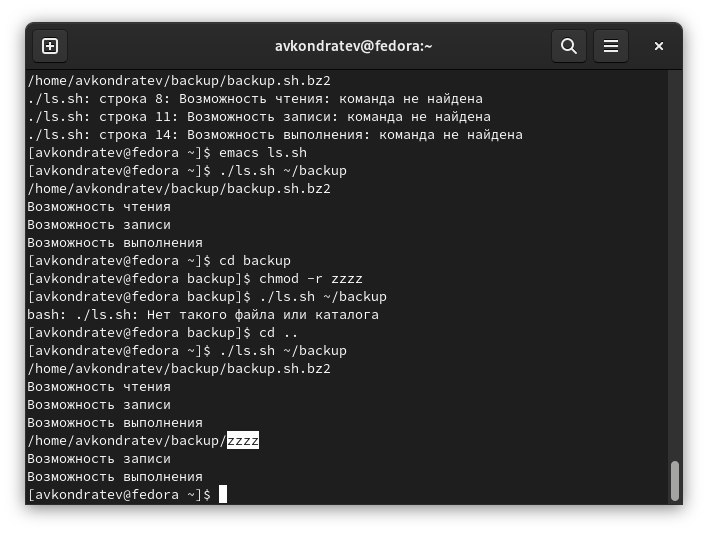 avkondratev@fedora:~
/home/avkondratev/backup/backup.sh.bz2
./ls.sh: строка 8: Возможность чтения: команда не найдена
./ls.sh: строка 11: Возможность записи: команда не найдена
./ls.sh: строка 14: Возможность выполнения: команда не найдена
[avkondratev@fedora ~]$ emacs ls.sh
[avkondratev@fedora ~]$ ./ls.sh ~/backup
/home/avkondratev/backup/backup.sh.bz2
Возможность чтения
Возможность записи
Возможность выполнения
[avkondratev@fedora ~]$ cd backup
[avkondratev@fedora backup]$ chmod -r zzzz
[avkondratev@fedora backup]$ ./ls.sh ~/backup
bash: ./ls.sh: Нет такого файла или каталога
[avkondratev@fedora backup]$ cd ..
[avkondratev@fedora ~]$ ./ls.sh ~/backup
/home/avkondratev/backup/backup.sh.bz2
Возможность чтения
Возможность записи
Возможность выполнения
/home/avkondratev/backup/zzzz
Возможность записи
Возможность выполнения
[avkondratev@fedora ~]$